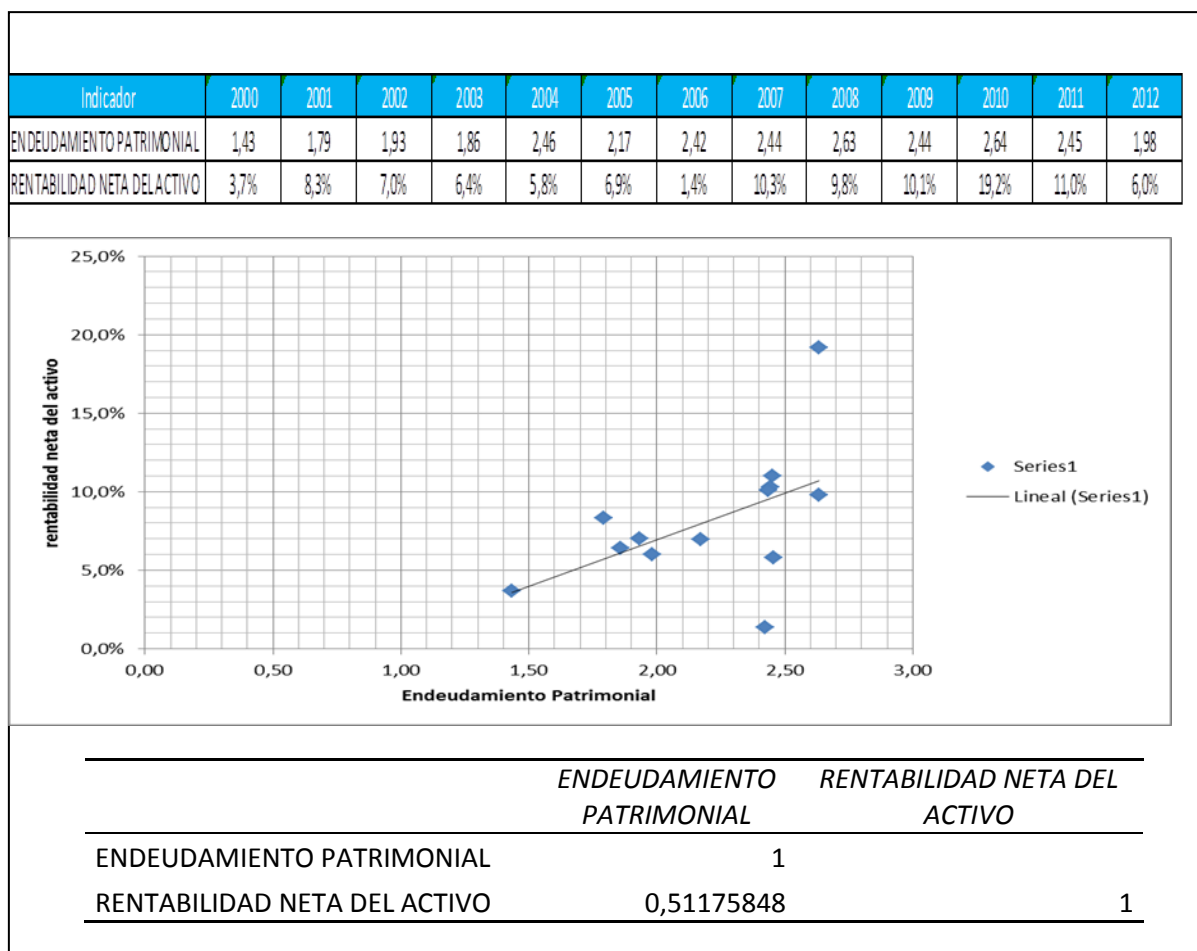 Indicador 2000 2001 2002 2003 2004 2005 2006 2007 2008 2009 2010 2011 2012
ENDEUDAMIENTO PATRIMONIAL 1,43 1,79 1,93 1,86 2,46 2,17 2,42 2,44 2,63 2,44 2,64 2,45 1,98
RENTABILIDAD NETA DEL ACTIVO 3,7% 8,3% 7,0% 6,4% 5,8% 6,9% 1,4% 10,3% 9,8% 10,1% 19,2% 11,0% 6,0%
25,0%
20,0%
15,0%
10,0%
5,0%
0,0%
rentabilidad neta del activo
0,00 0,50 1,00 1,50 2,00 2,50 3,00
Endeudamiento Patrimonial
Series1
Lineal (Series1)
ENDEUDAMIENTO RENTABILIDAD NETA DEL
PATRIMONIAL ACTIVO
ENDEUDAMIENTO PATRIMONIAL 1
RENTABILIDAD NETA DEL ACTIVO 0,51175848 1